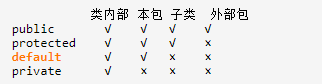 类内部 本包 子类 外部包
public √ √ √ √
protected √ √ √ x
default √ √ x x
private √ x x x